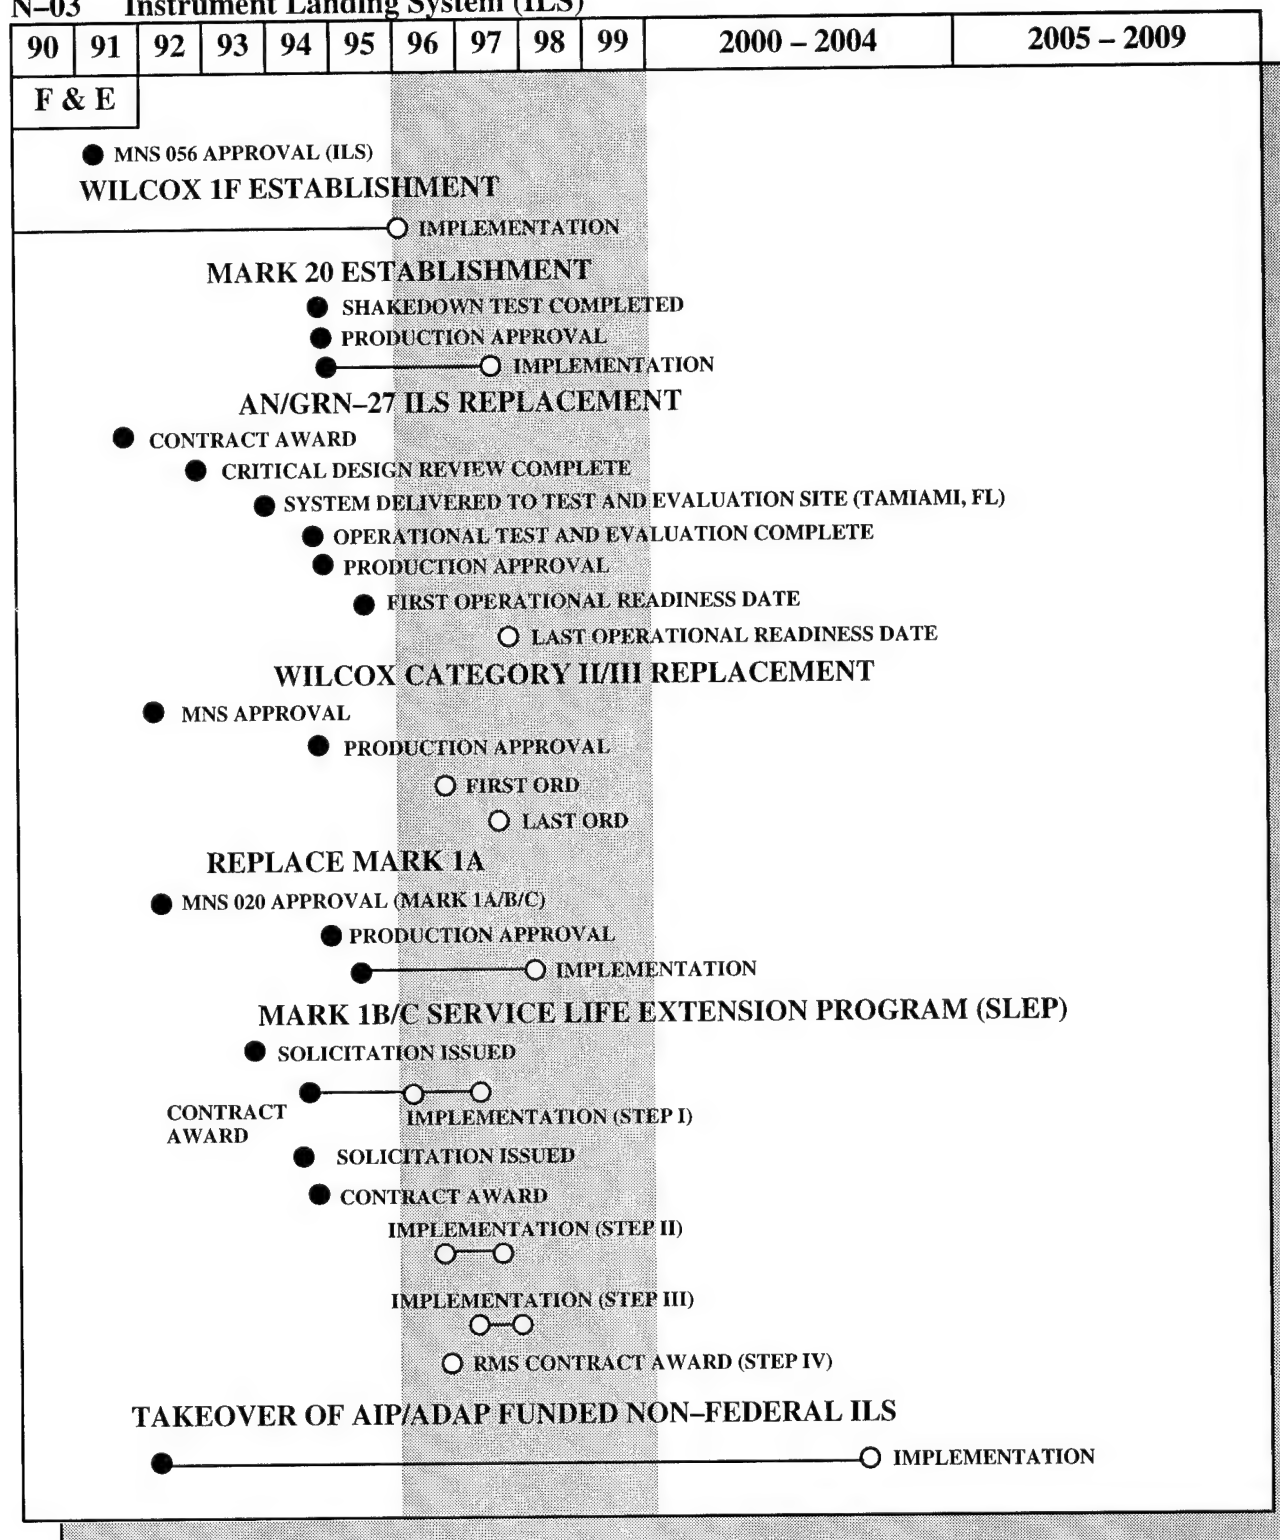 N–03 Instrument Landing System (ILS)
90 91 92 93 94 95 96 97 98 99 2000 – 2004 2005 – 2009
F & E
MNS 056 APPROVAL (ILS)
WILCOX 1F ESTABLISHMENT
IMPLEMENTATION
MARK 20 ESTABLISHMENT
SHAKEDOWN TEST COMPLETED
PRODUCTION APPROVAL
IMPLEMENTATION
AN/GRN–27 ILS REPLACEMENT
CONTRACT AWARD
CRITICAL DESIGN REVIEW COMPLETE
SYSTEM DELIVERED TO TEST AND EVALUATION SITE (TAMIAMI, FL)
OPERATIONAL TEST AND EVALUATION COMPLETE
PRODUCTION APPROVAL
FIRST OPERATIONAL READINESS DATE
LAST OPERATIONAL READINESS DATE
WILCOX CATEGORY II/III REPLACEMENT
MNS APPROVAL
PRODUCTION APPROVAL
FIRST ORD
LAST ORD
REPLACE MARK 1A
MNS 020 APPROVAL (MARK 1A/B/C)
PRODUCTION APPROVAL
IMPLEMENTATION
MARK 1B/C SERVICE LIFE EXTENSION PROGRAM (SLEP)
SOLICITATION ISSUED
CONTRACT
AWARD
IMPLEMENTATION (STEP I)
SOLICITATION ISSUED
CONTRACT AWARD
IMPLEMENTATION (STEP II)
IMPLEMENTATION (STEP III)
RMS CONTRACT AWARD (STEP IV)
TAKEOVER OF AIP/ADAP FUNDED NON–FEDERAL ILS
IMPLEMENTATION